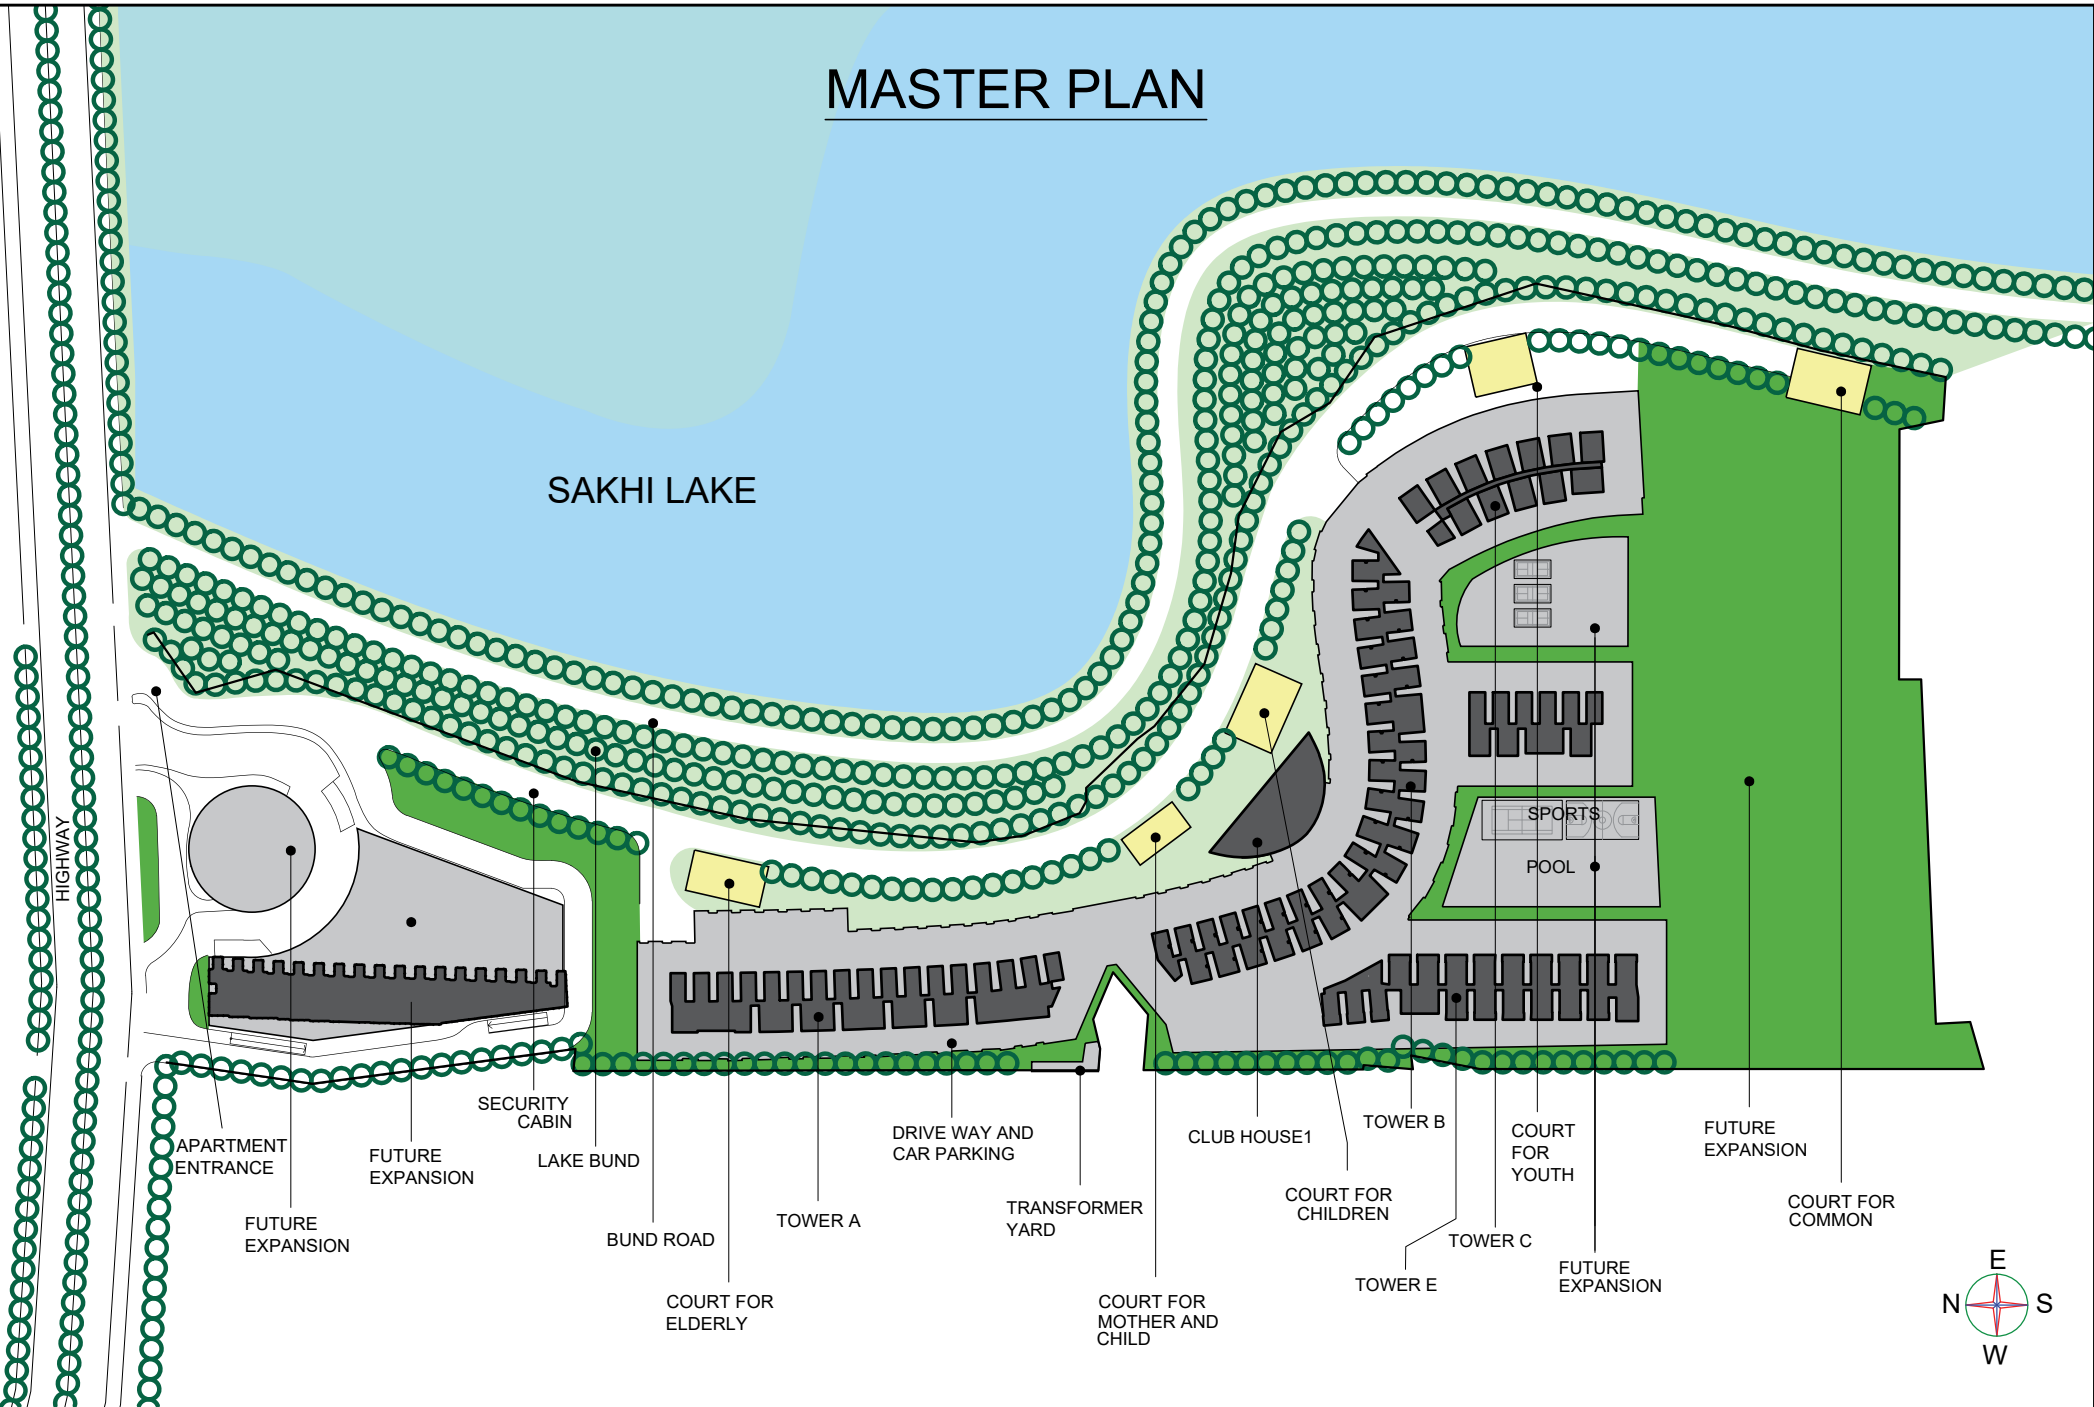 MASTER PLAN
SAKHI LAKE
HIGHWAY
SPORTS
POOL
APARTMENT
ENTRANCE
FUTURE
EXPANSION
FUTURE
EXPANSION
SECURITY
CABIN
LAKE BUND
BUND ROAD
COURT FOR
ELDERLY
TOWER A
DRIVE WAY AND
CAR PARKING
TRANSFORMER
YARD
COURT FOR
MOTHER AND
CHILD
CLUB HOUSE1
COURT FOR
CHILDREN
TOWER B
TOWER E
TOWER C
COURT
FOR
YOUTH
FUTURE
EXPANSION
FUTURE
EXPANSION
COURT FOR
COMMON
E
N S
W